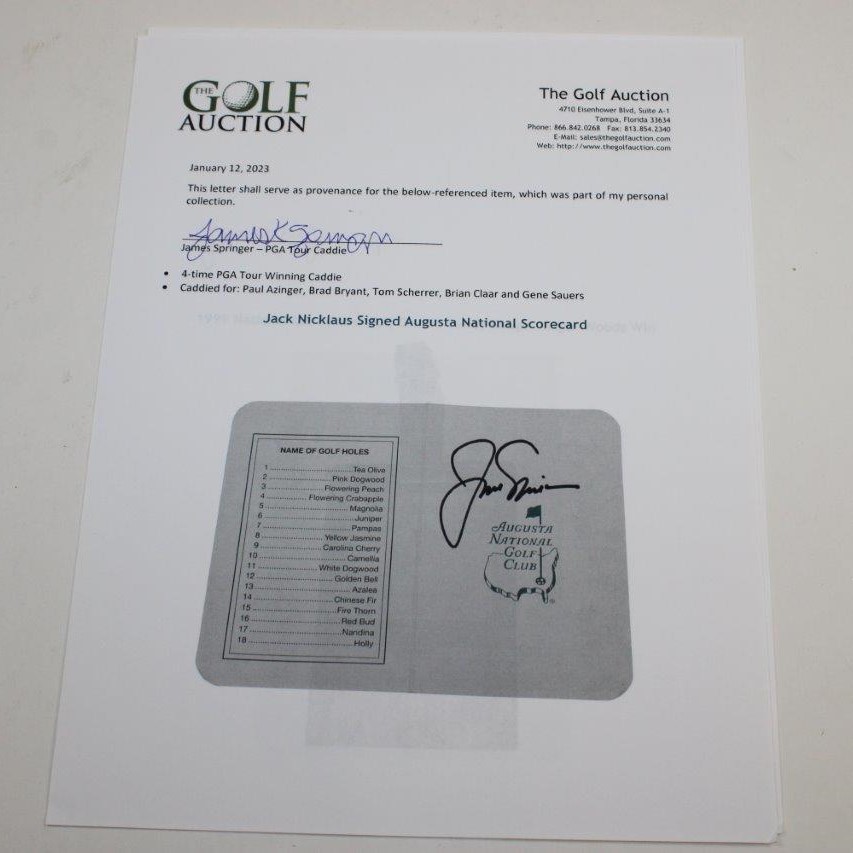 THE
GOLF
AUCTION
The Golf Auction
4710 Eisenhower Blvd, Suite A-1
Tampa, Florida 33634
Phone: 866.842.0268 Fax: 813.854.2340
E-Mail: sales@thegolfauction.com
Web: http://www.thegolfauction.com
January 12, 2023
This letter shall serve as provenance for the below-referenced item, which was part of my personal
collection.
James Springer – PGA Tour Caddie
• 4-time PGA Tour Winning Caddie
• Caddied for: Paul Azinger, Brad Bryant, Tom Scherrer, Brian Claar and Gene Sauers
Jack Nicklaus Signed Augusta National Scorecard
NAME OF GOLF HOLES
1 Tea Olive
2 Pink Dogwood
3 Flowering Peach
4 Flowering Crabapple
5 Magnolia
6 Juniper
7 Pampas
8 Yellow Jasmine
9 Carolina Cherry
10 Camellia
11 White Dogwood
12 Golden Bell
13 Azalea
14 Chinese Fir
15 Fire Thorn
16 Red Bud
17 Nandina
18 Holly
AUGUSTA
NATIONAL
GOLF
CLUB